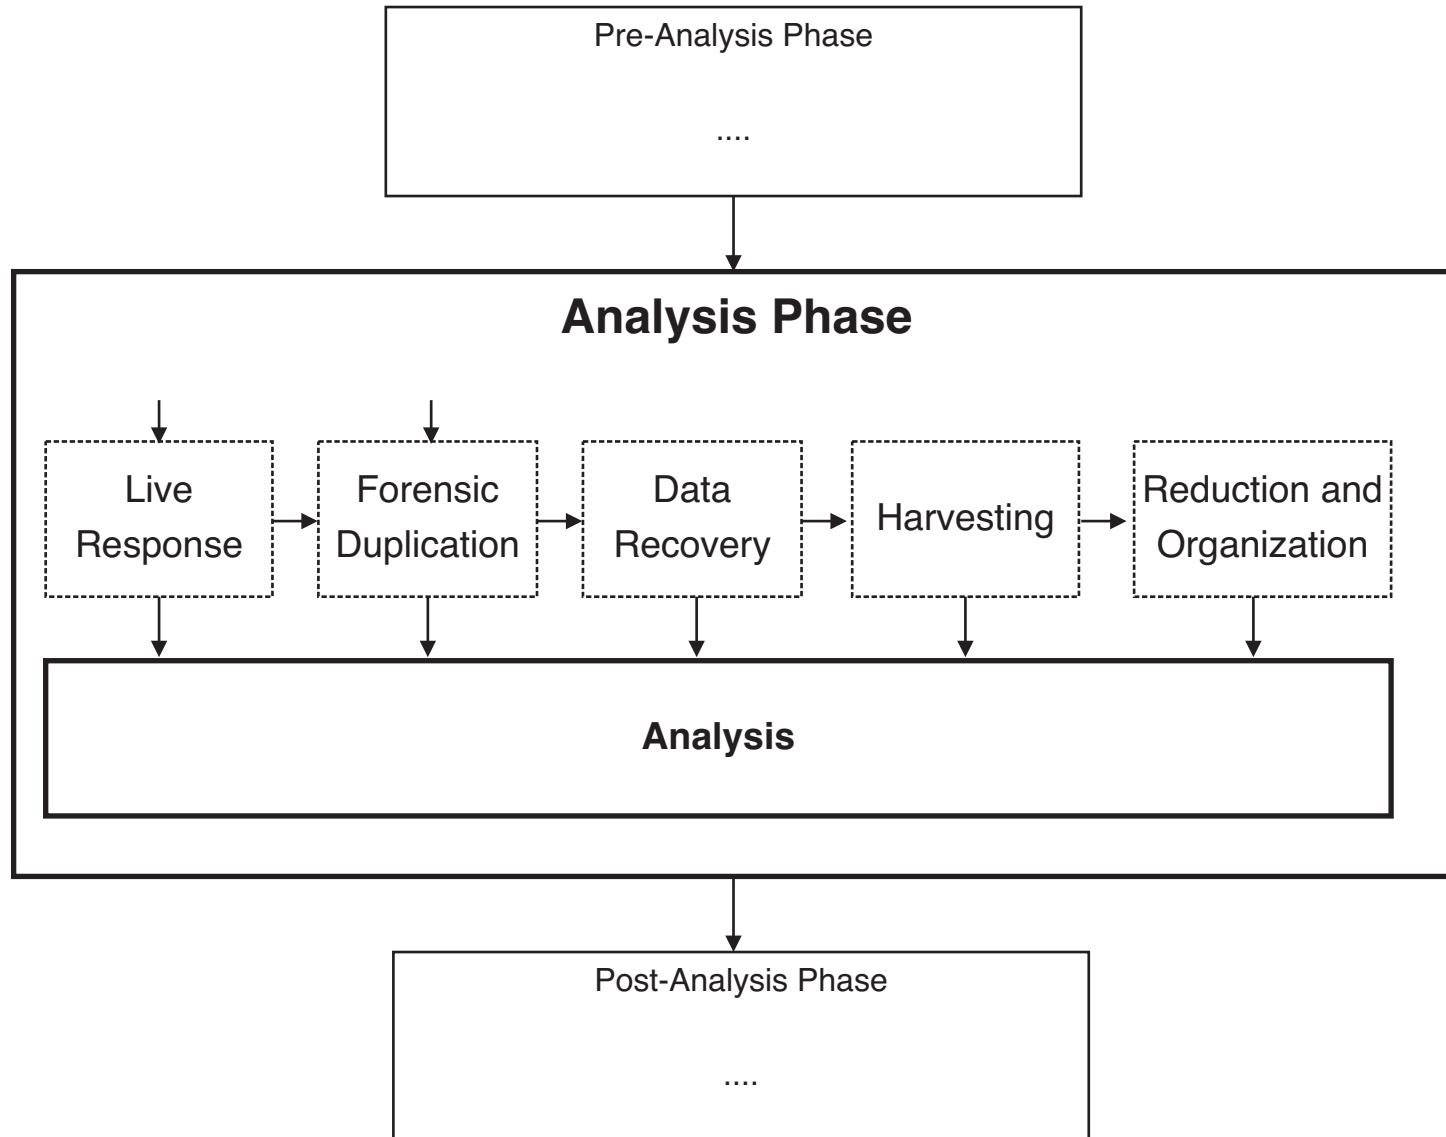 Pre-Analysis Phase
....
Analysis Phase
Live
Response
Forensic
Duplication
Data
Recovery
Harvesting
Reduction and
Organization
Analysis
Post-Analysis Phase
....